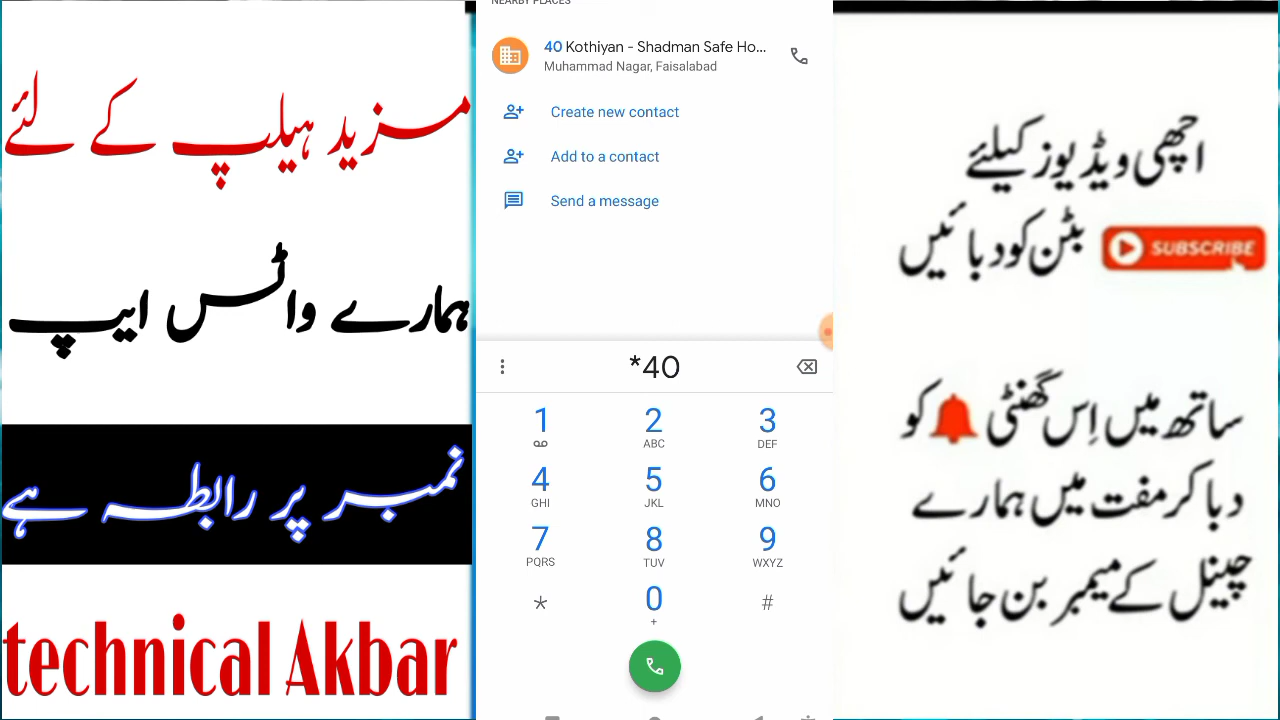 مزید ہیلپ کے لئے
ہمارے واٹس ایپ
نمبر پر رابطہ ہے
technical Akbar
NEARBY PLACES
40 Kothiyan - Shadman Safe Ho...
Muhammad Nagar, Faisalabad
Create new contact
Add to a contact
Send a message
*40
1 2 3
ABC DEF
4 5 6
GHI JKL MNO
7 8 9
PQRS TUV WXYZ
* 0 #
+
اچھی ویڈیوز کیلئے
SUBSCRIBE بٹن کو دبائیں
ساتھ میں اِس گھنٹی کو
دبا کر مفت میں ہمارے
چینل کے میمبر بن جائیں